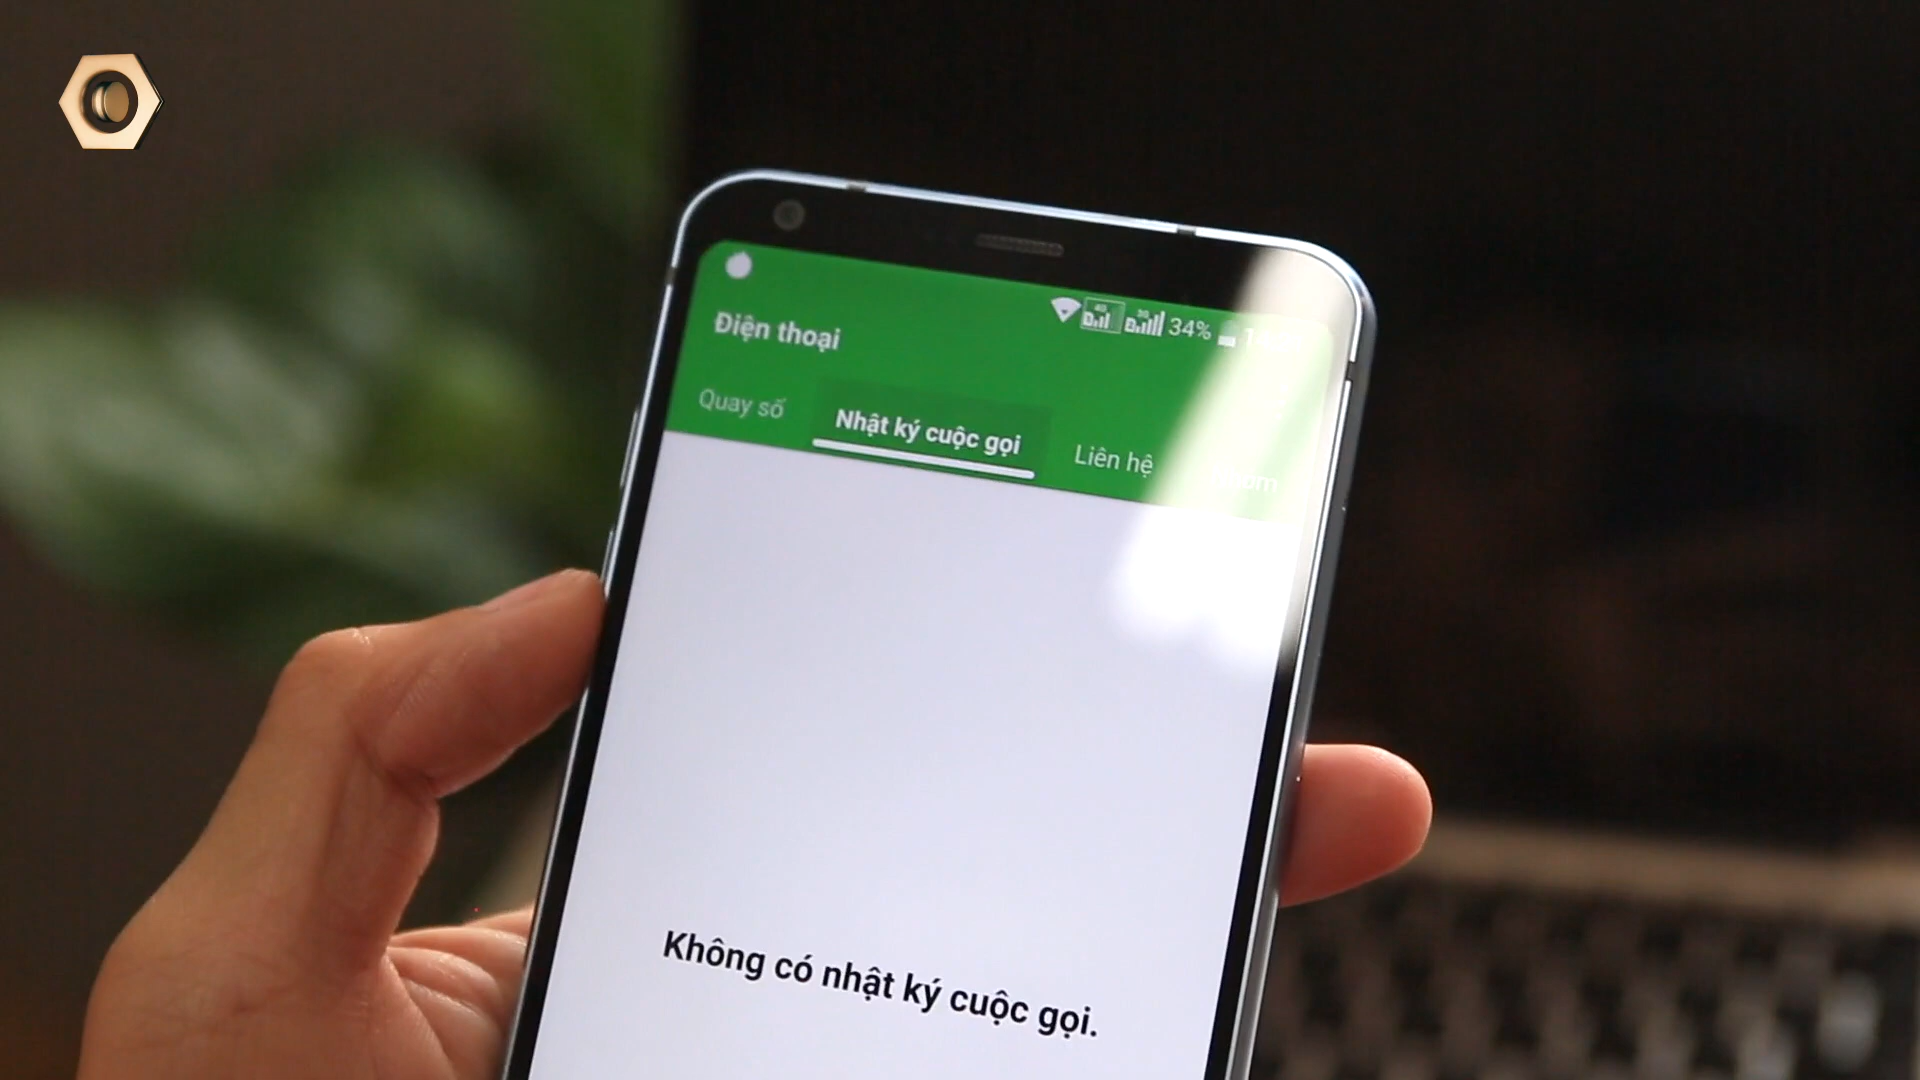 34%
Điện thoại
Quay số
Nhật ký cuộc gọi
Liên hệ
Không có nhật ký cuộc gọi.